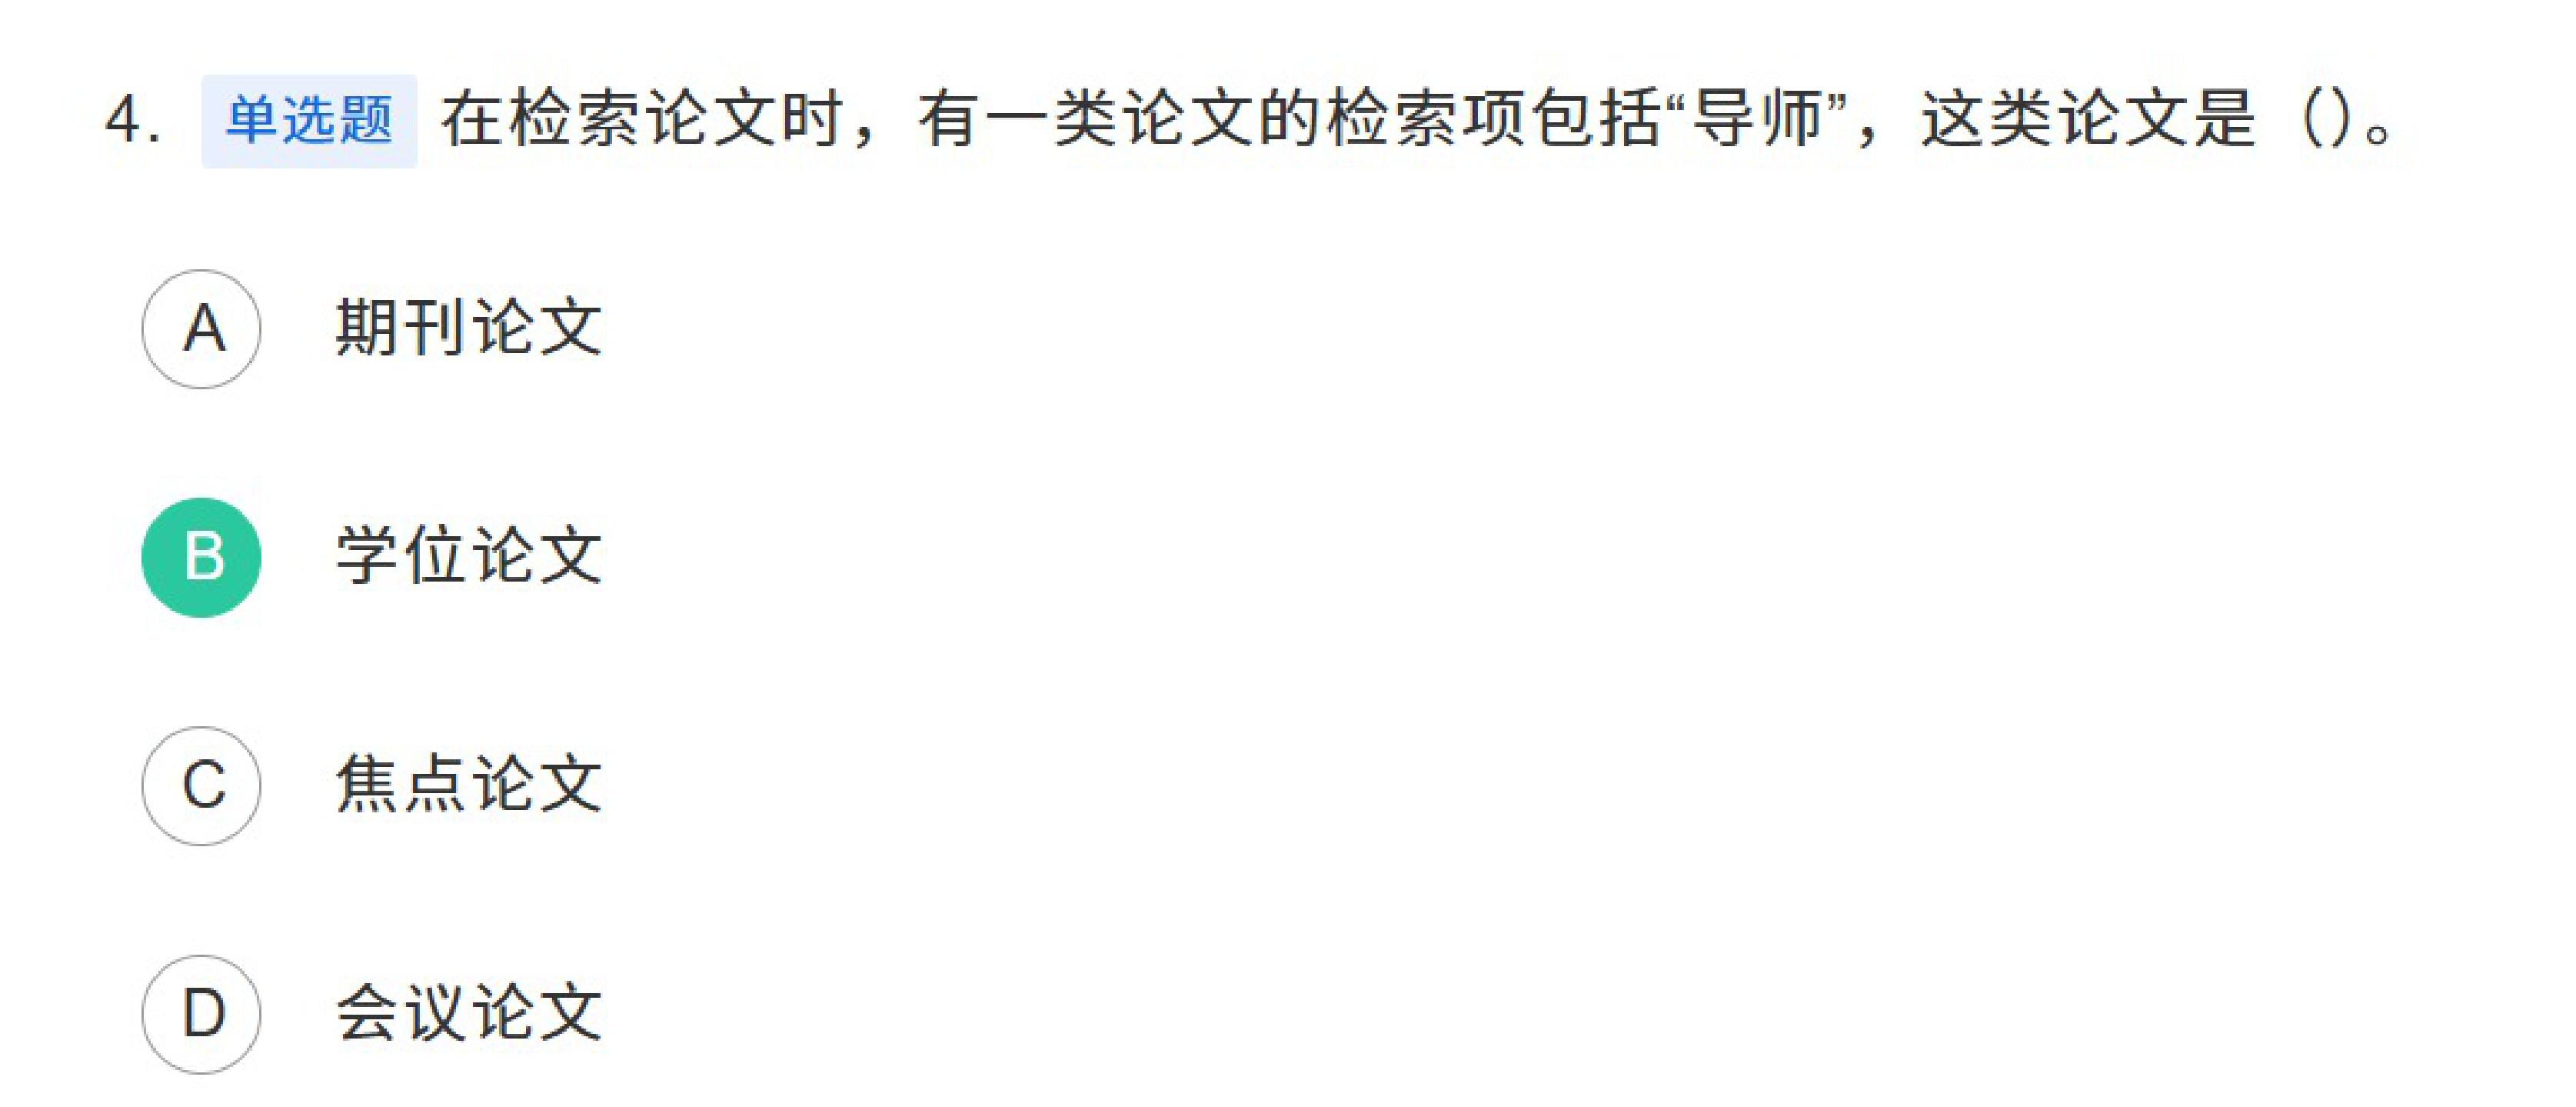 4. 单选题 在检索论文时，有一类论文的检索项包括“导师”，这类论文是（）。
A 期刊论文
B 学位论文
C 焦点论文
D 会议论文